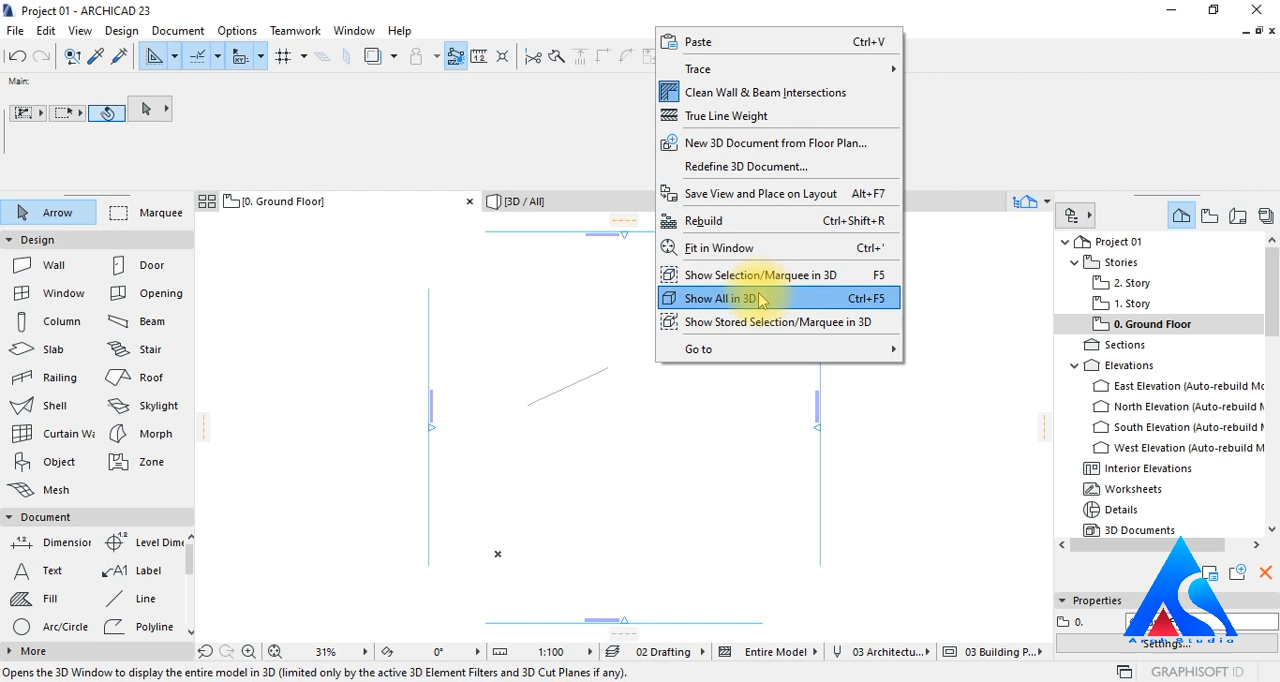 Project 01 - ARCHICAD 23
File Edit View Design Document Options Teamwork Window Help
Main:
Paste Ctrl+V
Trace
Clean Wall & Beam Intersections
True Line Weight
New 3D Document from Floor Plan...
Redefine 3D Document...
Save View and Place on Layout Alt+F7
Rebuild Ctrl+Shift+R
Fit in Window Ctrl+'
Show Selection/Marquee in 3D F5
Show All in 3D Ctrl+F5
Show Stored Selection/Marquee in 3D
Go to
[0. Ground Floor]
[3D / All]
Arrow Marquee
Design
Wall Door
Window Opening
Column Beam
Slab Stair
Railing Roof
Shell Skylight
Curtain Wa Morph
Object Zone
Mesh
Document
Dimension Level Dime
Text Label
Fill Line
Arc/Circle Polyline
More
Project 01
Stories
2. Story
1. Story
0. Ground Floor
Sections
Elevations
East Elevation (Auto-rebuild Mo
North Elevation (Auto-rebuild M
South Elevation (Auto-rebuild M
West Elevation (Auto-rebuild M
Interior Elevations
Worksheets
Details
3D Documents
Properties
0.
Settings...
Arch Studio
31% 0° 1:100 02 Drafting Entire Model 03 Architectu... 03 Building P...
Opens the 3D Window to display the entire model in 3D (limited only by the active 3D Element Filters and 3D Cut Planes if any).
GRAPHISOFT ID